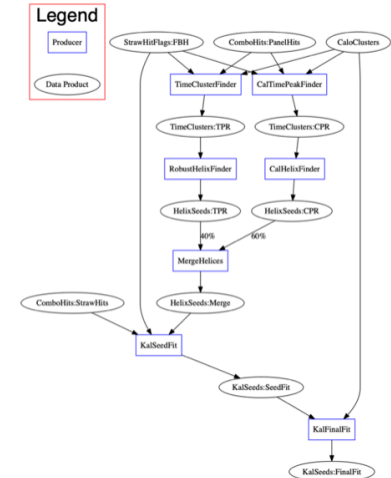 Legend
Producer
Data Product
StrawHitFlags:FBH
ComboHits:PanelHits
CaloClusters
TimeClusterFinder
CalTimePeakFinder
TimeClusters:TPR
TimeClusters:CPR
RobustHelixFinder
CalHelixFinder
HelixSeeds:TPR
HelixSeeds:CPR
40%
60%
MergeHelices
ComboHits:StrawHits
HelixSeeds:Merge
KalSeedFit
KalSeeds:SeedFit
KalFinalFit
KalSeeds:FinalFit